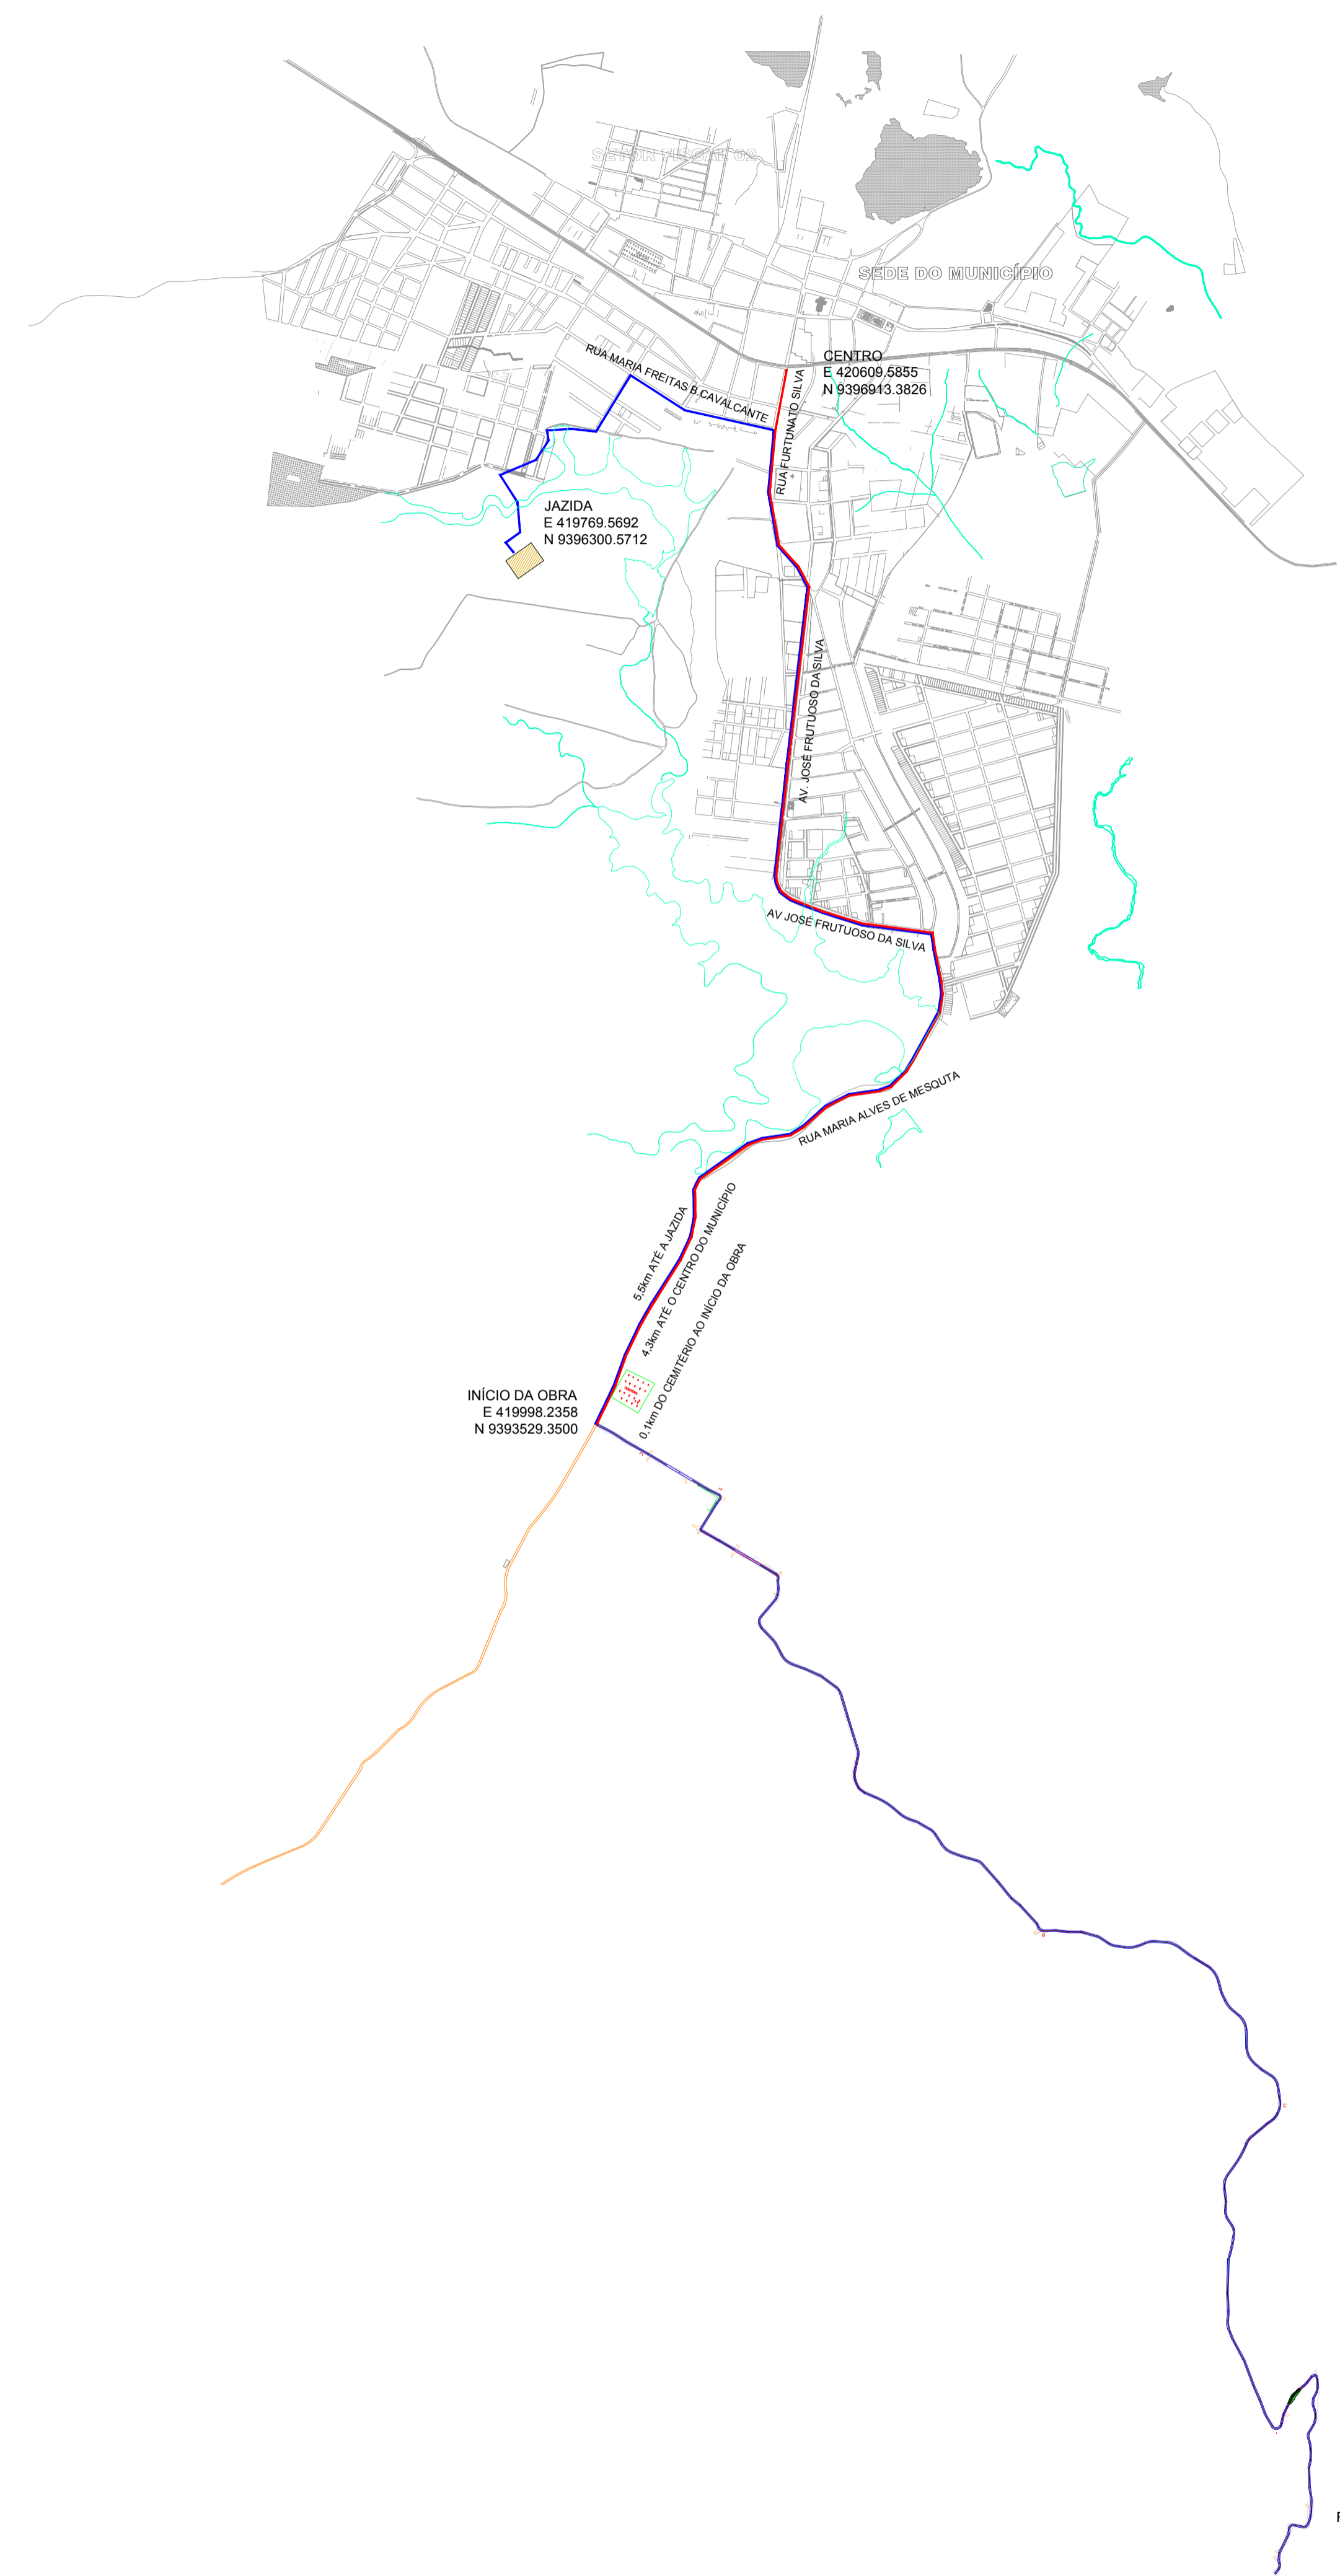 SETOR FISCAL 02
SEDE DO MUNICÍPIO
CENTRO
E 420609.5855
N 9396913.3826
RUA MARIA FREITAS B.CAVALCANTE
RUA FURTUNATO SILVA
JAZIDA
E 419769.5692
N 9396300.5712
AV. JOSÉ FRUTUOSO DA SILVA
AV JOSÉ FRUTUOSO DA SILVA
RUA MARIA ALVES DE MESQUTA
5,5km ATÉ A JAZIDA
4,3km ATÉ O CENTRO DO MUNICÍPIO
0,1km DO CEMITÉRIO AO INÍCIO DA OBRA
INÍCIO DA OBRA
E 419998.2358
N 9393529.3500